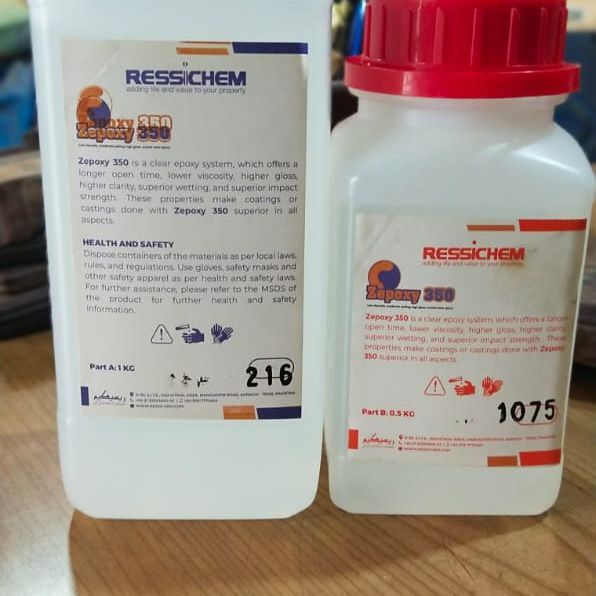 RESSICHEM
adding life and value to your property
Zepoxy 350
Zepoxy 350 is a clear epoxy system, which offers a
longer open time, lower viscosity, higher gloss,
higher clarity, superior wetting, and superior impact
strength. These properties make coatings or
castings done with Zepoxy 350 superior in all
aspects.
HEALTH AND SAFETY
Dispose containers of the materials as per local laws,
rules, and regulations. Use gloves, safety masks and
other safety apparel as per health and safety laws.
For further assistance, please refer to the MSDS of
the product for further health and safety
information.
Part A: 1 KG
216
ریسیکیم
RESSICHEM
adding life and value to your property
Zepoxy 350
Zepoxy 350 is a clear epoxy system, which offers a longer
open time, lower viscosity, higher gloss, higher clarity,
superior wetting, and superior impact strength. These
properties make coatings or castings done with Zepoxy
350 superior in all aspects
Part B: 0.5 KG
1075
ریسیکیم